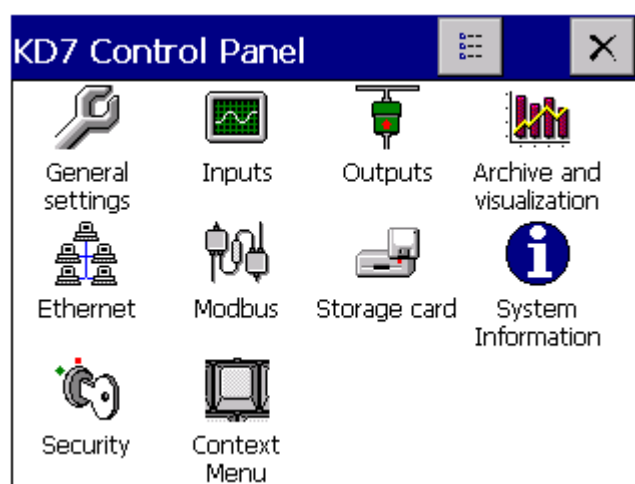 KD7 Control Panel
General
settings
Inputs
Outputs
Archive and
visualization
Ethernet
Modbus
Storage card
System
Information
Security
Context
Menu